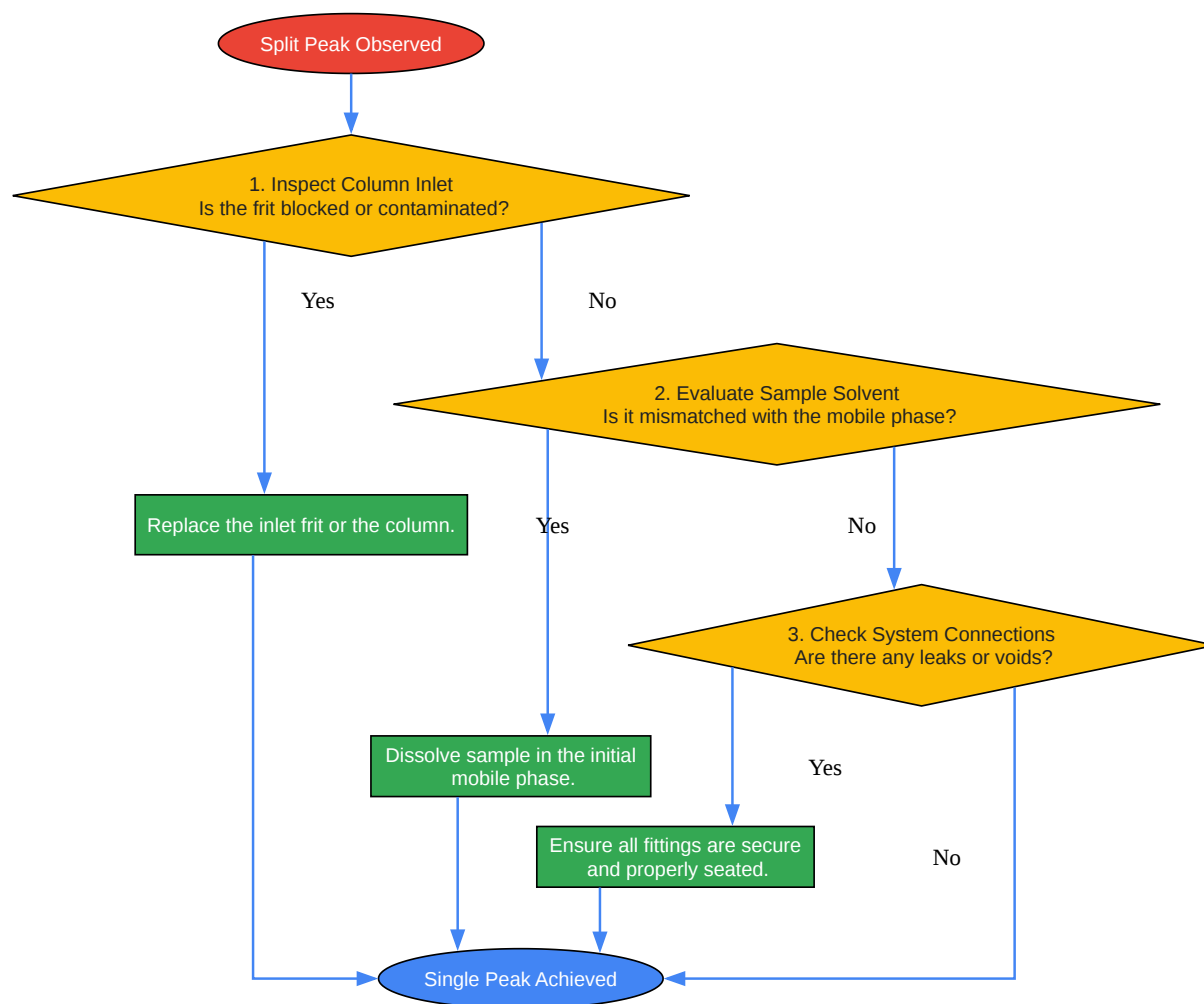 Split Peak Observed
1. Inspect Column Inlet
Is the frit blocked or contaminated?
Yes
No
2. Evaluate Sample Solvent
Is it mismatched with the mobile phase?
Replace the inlet frit or the column.
Yes
No
3. Check System Connections
Are there any leaks or voids?
Dissolve sample in the initial
mobile phase.
Yes
Ensure all fittings are secure
and properly seated.
No
Single Peak Achieved